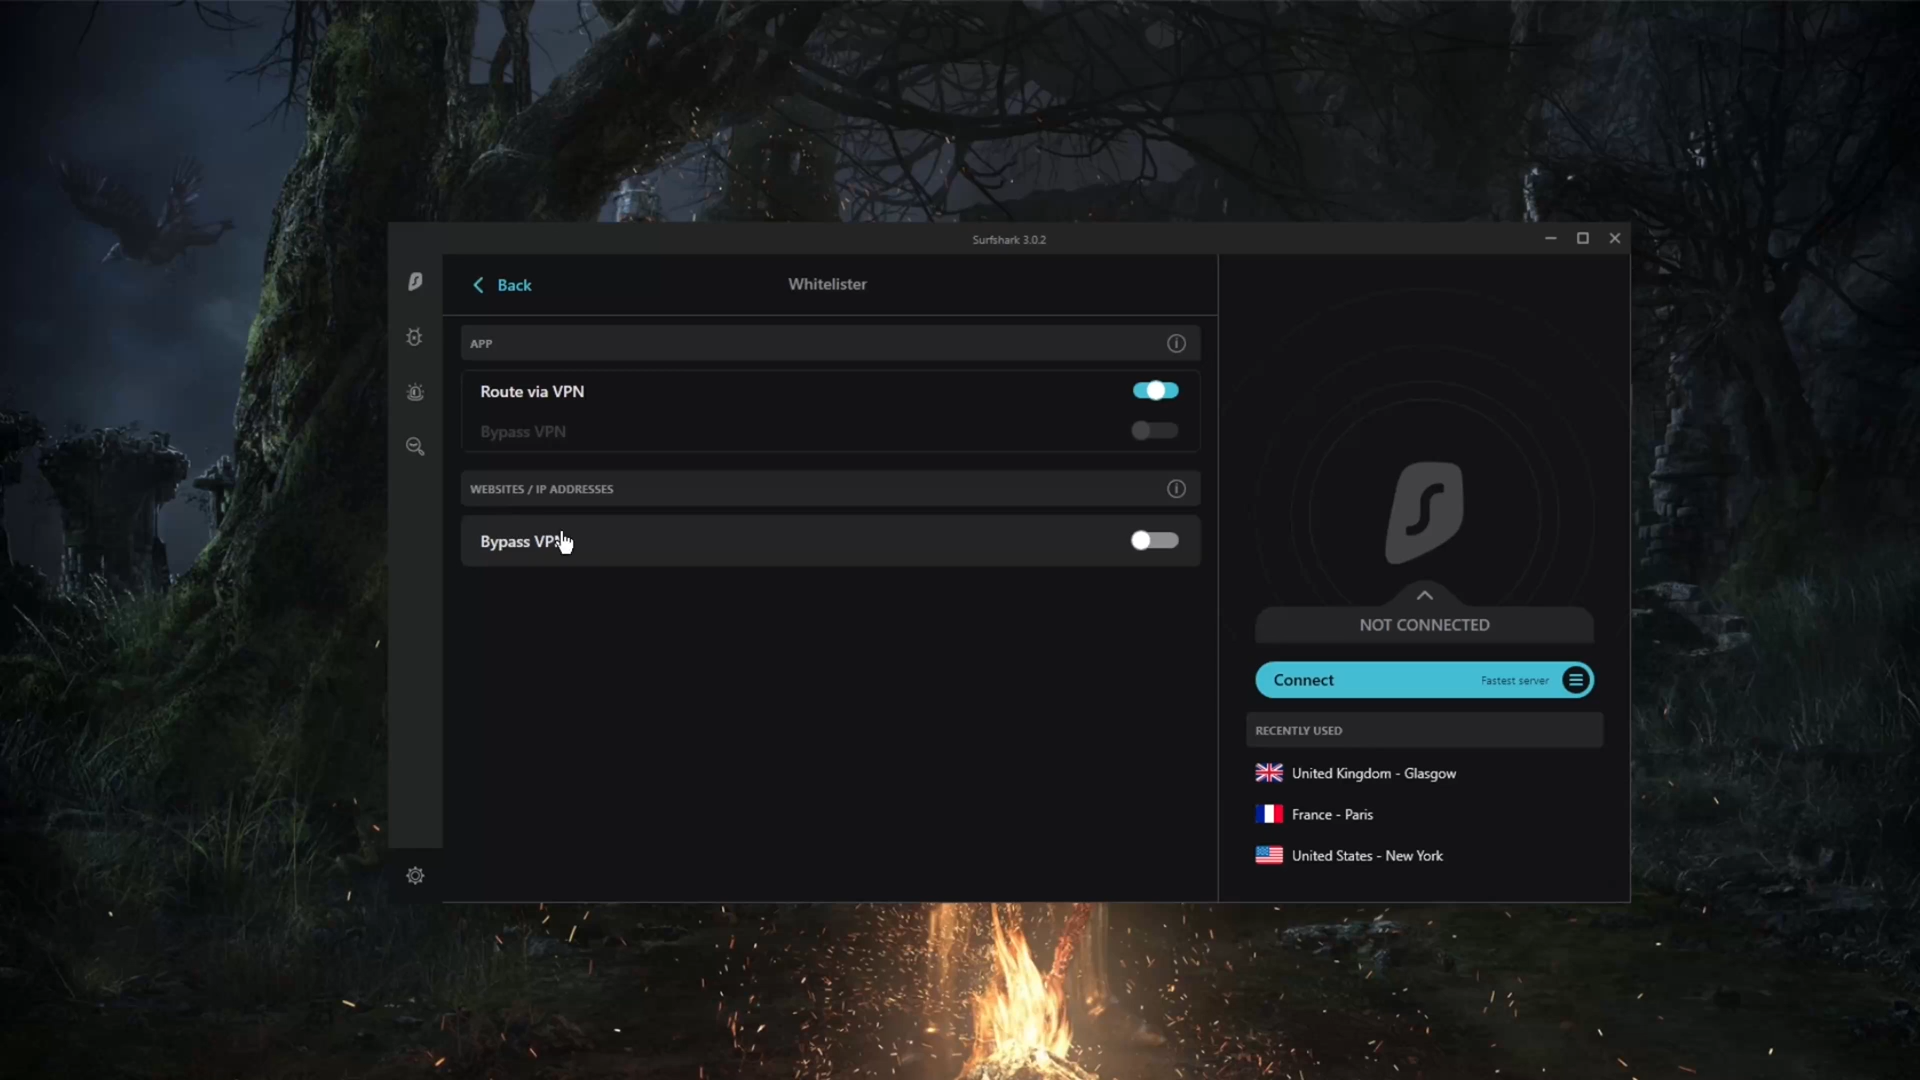 Surfshark 3.0.2
Back
Whitelister
APP
Route via VPN
Bypass VPN
WEBSITES / IP ADDRESSES
Bypass VPN
NOT CONNECTED
Connect
Fastest server
RECENTLY USED
United Kingdom - Glasgow
France - Paris
United States - New York